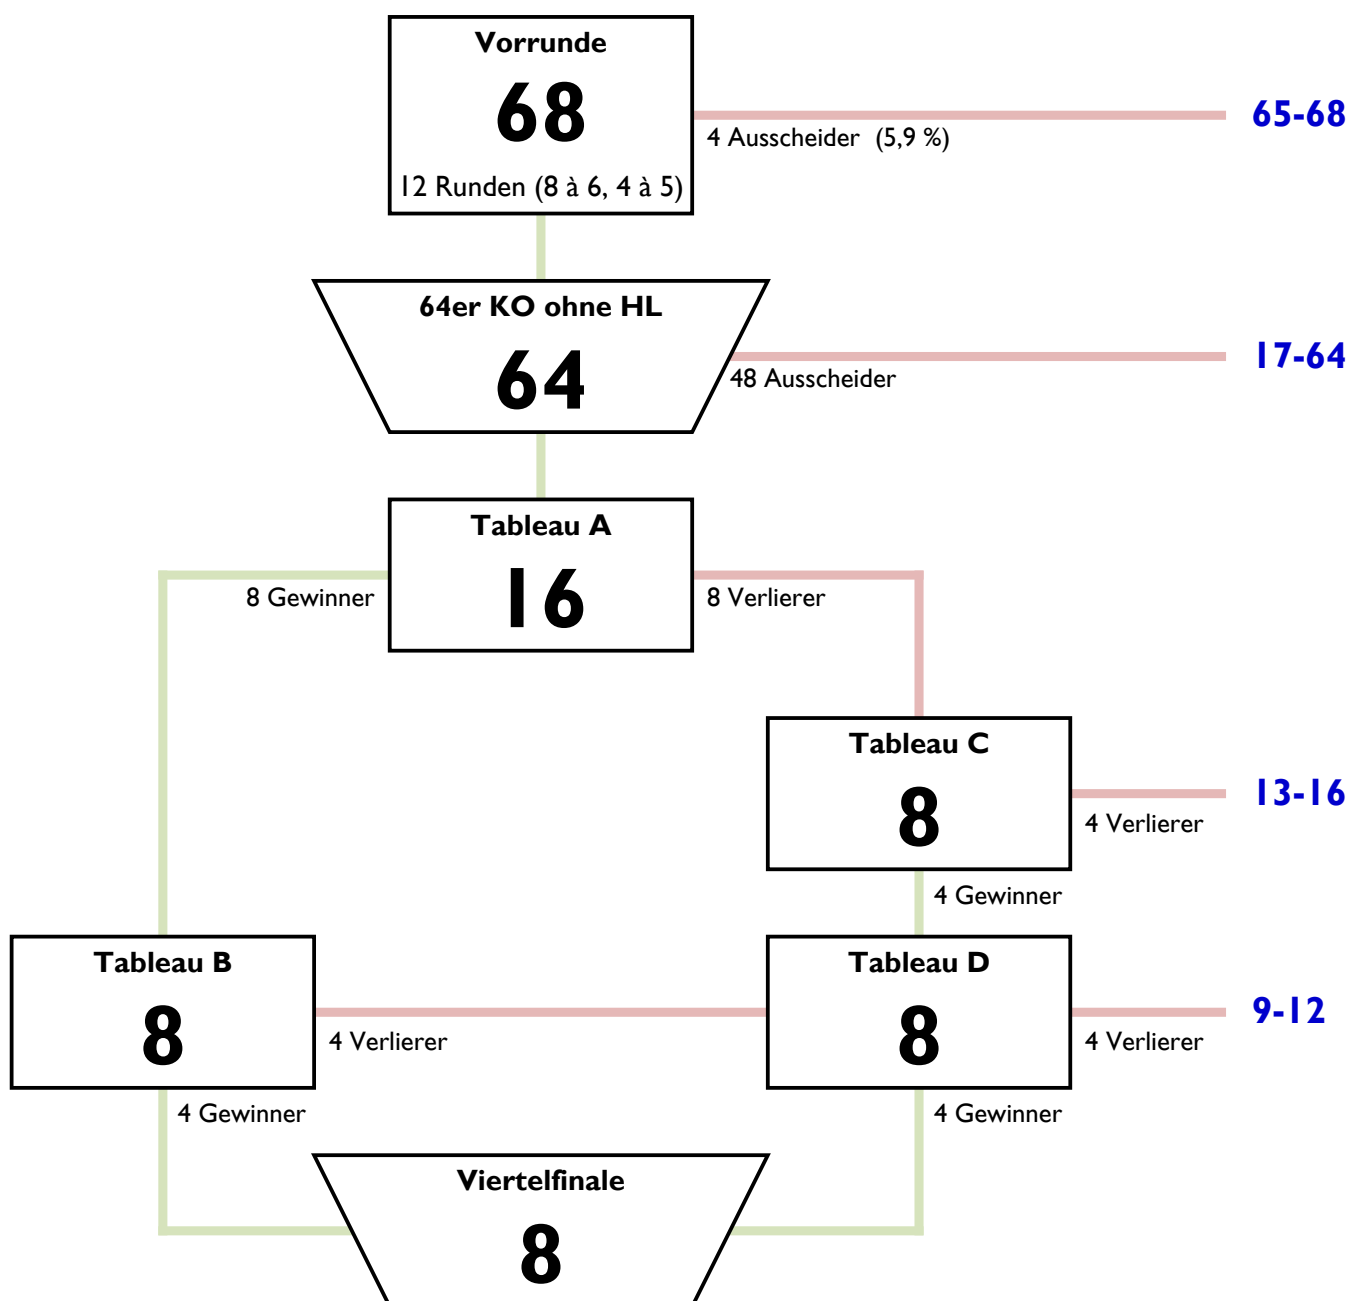 Vorrunde
68
12 Runden (8 à 6, 4 à 5)
4 Ausscheider (5,9 %)
65-68
64er KO ohne HL
64
48 Ausscheider
17-64
Tableau A
16
8 Gewinner
8 Verlierer
Tableau C
8
4 Verlierer
13-16
4 Gewinner
Tableau B
8
4 Verlierer
4 Gewinner
Tableau D
8
4 Verlierer
9-12
4 Gewinner
Viertelfinale
8